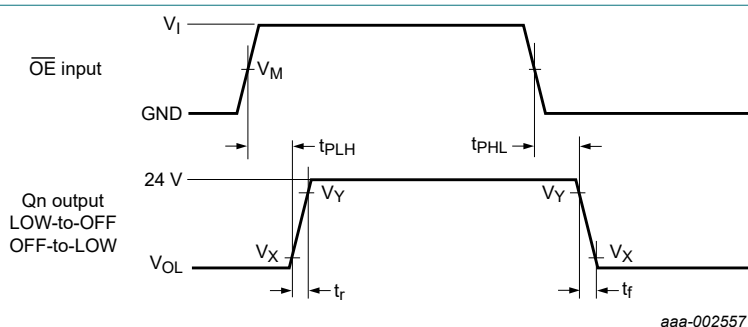 V_I
OE input
V_M
GND
t_PLH
t_PHL
24 V
Qn output
LOW-to-OFF
OFF-to-LOW
V_Y
V_Y
V_X
V_X
V_OL
t_r
t_f
aaa-002557